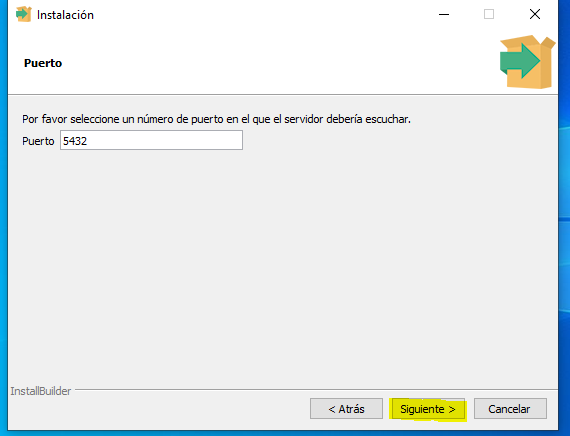 Instalación
Puerto
Por favor seleccione un número de puerto en el que el servidor debería escuchar.
Puerto 5432
InstallBuilder
< Atrás Siguiente > Cancelar